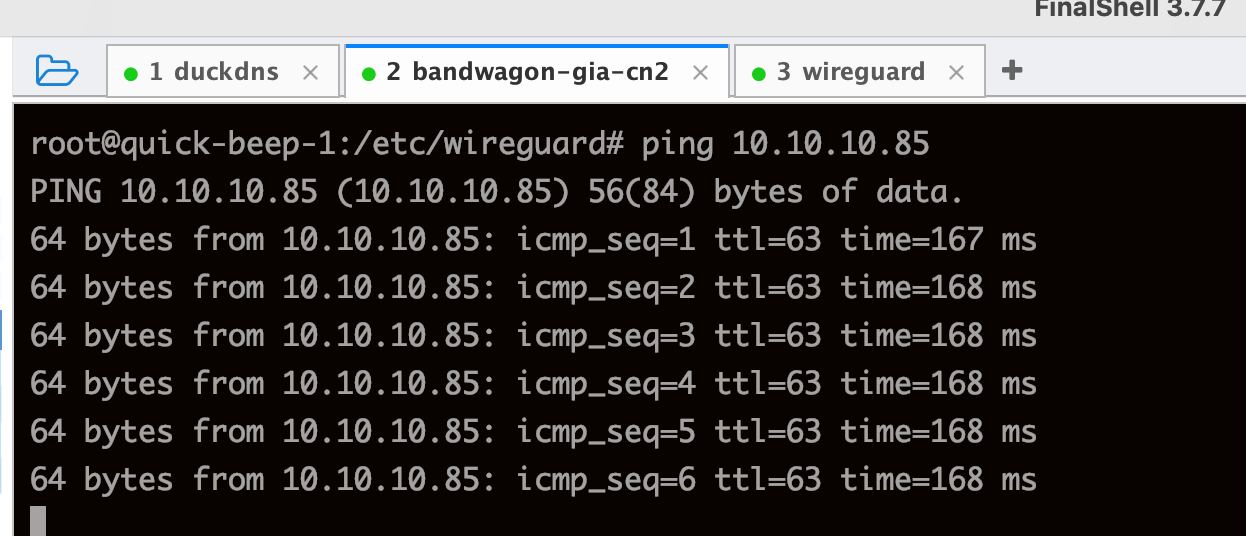 FinalShell 3.7.7
1 duckdns × 2 bandwagon-gia-cn2 × 3 wireguard × +
root@quick-beep-1:/etc/wireguard# ping 10.10.10.85
PING 10.10.10.85 (10.10.10.85) 56(84) bytes of data.
64 bytes from 10.10.10.85: icmp_seq=1 ttl=63 time=167 ms
64 bytes from 10.10.10.85: icmp_seq=2 ttl=63 time=168 ms
64 bytes from 10.10.10.85: icmp_seq=3 ttl=63 time=168 ms
64 bytes from 10.10.10.85: icmp_seq=4 ttl=63 time=168 ms
64 bytes from 10.10.10.85: icmp_seq=5 ttl=63 time=168 ms
64 bytes from 10.10.10.85: icmp_seq=6 ttl=63 time=168 ms